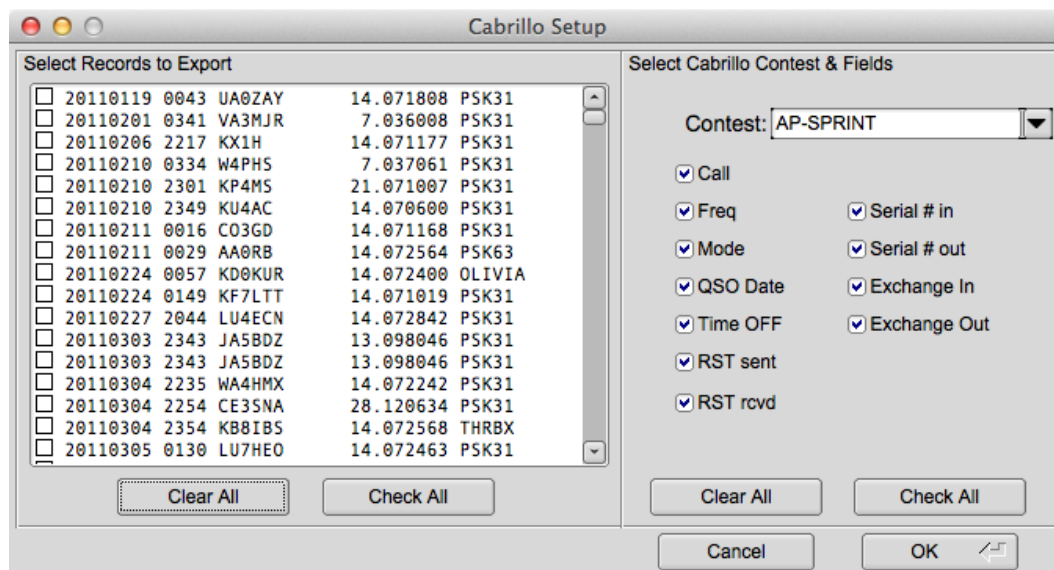 Cabrillo Setup
Select Records to Export
20110119 0043 UA0ZAY 14.071808 PSK31
20110201 0341 VA3MJR 7.036008 PSK31
20110206 2217 KX1H 14.071177 PSK31
20110210 0334 W4PHS 7.037061 PSK31
20110210 2301 KP4MS 21.071007 PSK31
20110210 2349 KU4AC 14.070600 PSK31
20110211 0016 CO3GD 14.071168 PSK31
20110211 0029 AA0RB 14.072564 PSK63
20110224 0057 KD0KUR 14.072400 OLIVIA
20110224 0149 KF7LTT 14.071019 PSK31
20110227 2044 LU4ECN 14.072842 PSK31
20110303 2343 JA5BDZ 13.098046 PSK31
20110303 2343 JA5BDZ 13.098046 PSK31
20110304 2235 WA4HMX 14.072242 PSK31
20110304 2254 CE3SNA 28.120634 PSK31
20110304 2354 KB8IBS 14.072568 THRBX
20110305 0130 LU7HEO 14.072463 PSK31
Clear All Check All
Select Cabrillo Contest & Fields
Contest: AP-SPRINT
Call
Freq Serial # in
Mode Serial # out
QSO Date Exchange In
Time OFF Exchange Out
RST sent
RST rcvd
Clear All Check All
Cancel OK